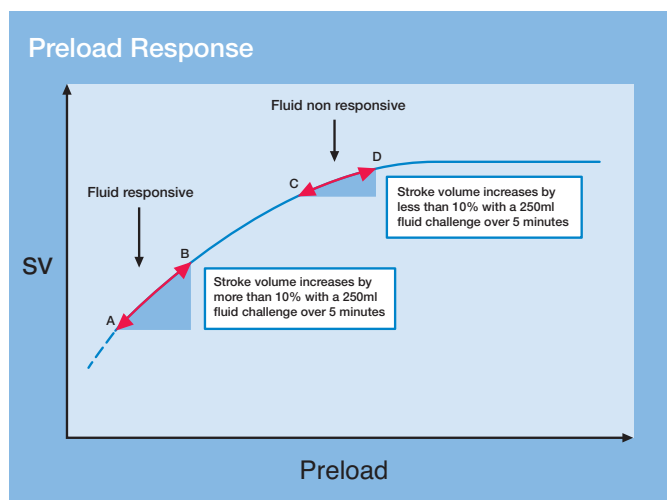 Preload Response
Fluid non responsive
D
C
Stroke volume increases by
less than 10% with a 250ml
fluid challenge over 5 minutes
Fluid responsive
B
SV
Stroke volume increases by
more than 10% with a 250ml
fluid challenge over 5 minutes
A
Preload